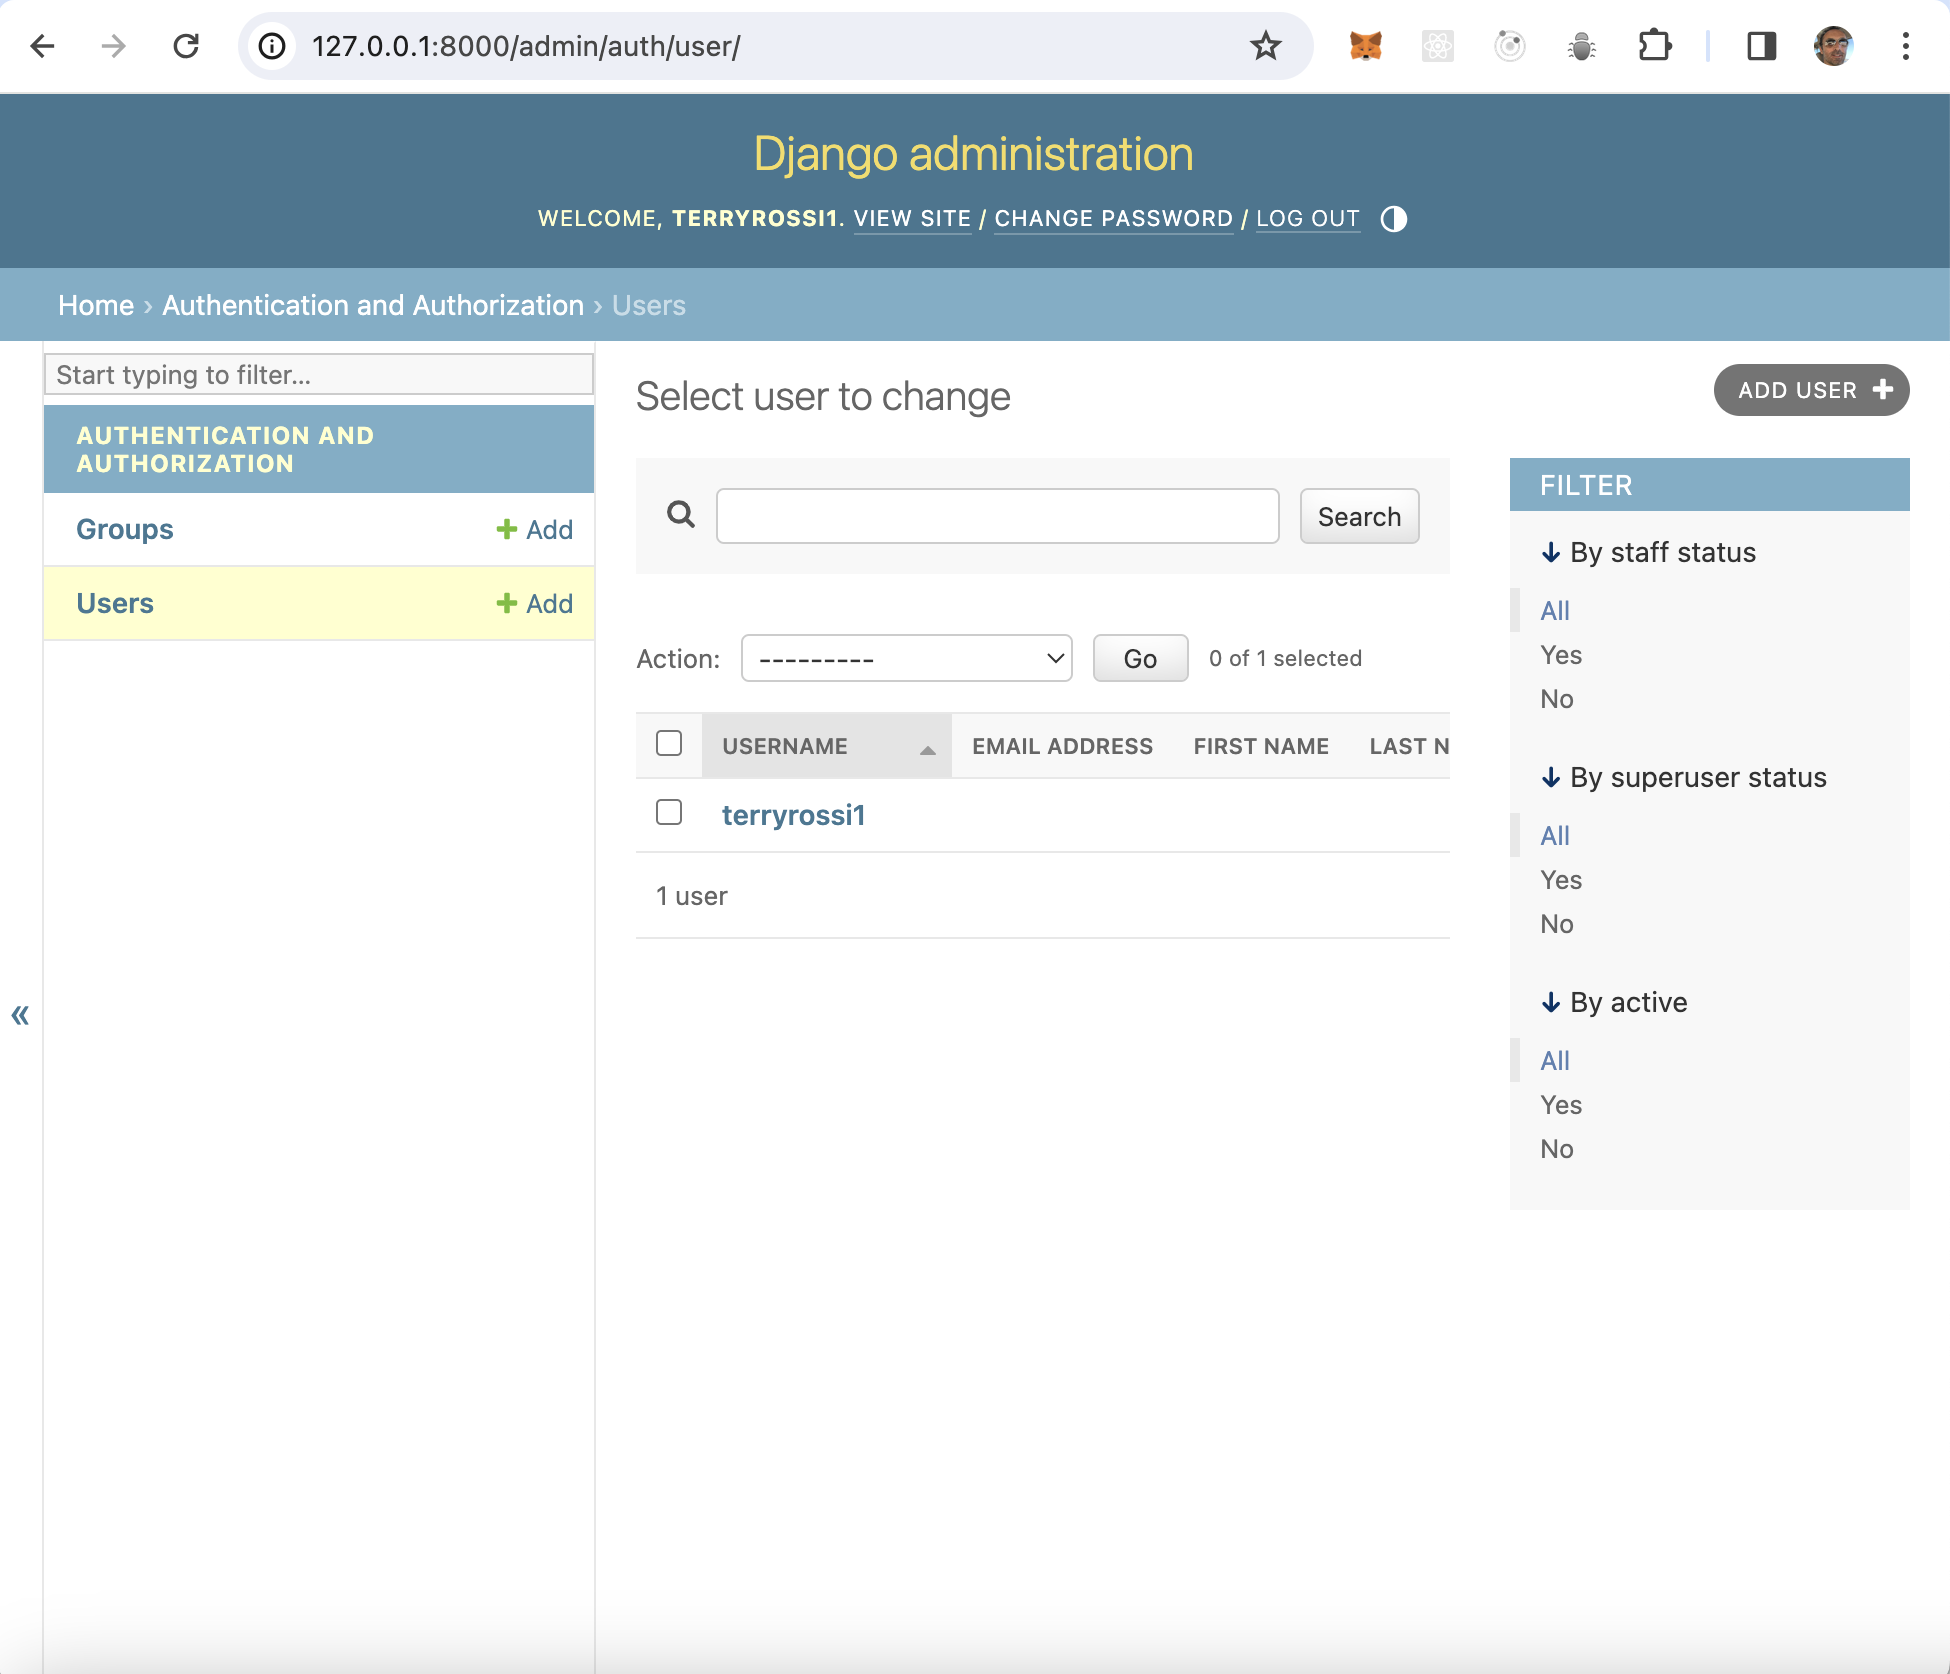 127.0.0.1:8000/admin/auth/user/
Django administration
WELCOME, TERRYROSSI1. VIEW SITE / CHANGE PASSWORD / LOG OUT
Home › Authentication and Authorization › Users
Start typing to filter...
AUTHENTICATION AND
AUTHORIZATION
Groups + Add
Users + Add
«
Select user to change
ADD USER +
Search
Action: --------- Go 0 of 1 selected
USERNAME EMAIL ADDRESS FIRST NAME LAST N
terryrossi1
1 user
FILTER
↓ By staff status
All
Yes
No
↓ By superuser status
All
Yes
No
↓ By active
All
Yes
No